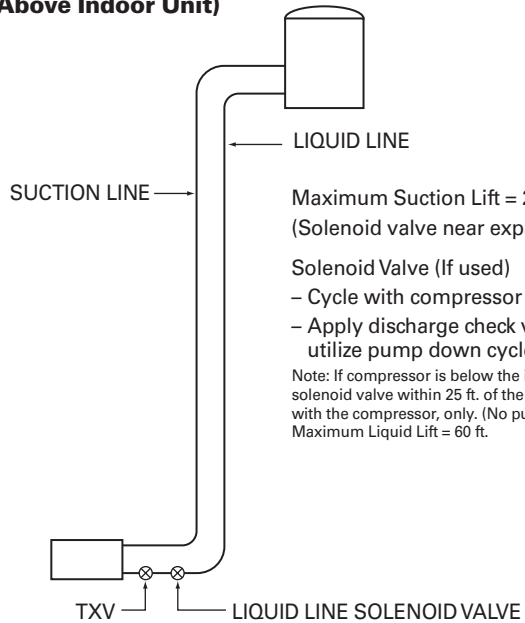 Above Indoor Unit)
LIQUID LINE
SUCTION LINE
Maximum Suction Lift = 2
(Solenoid valve near exp
Solenoid Valve (If used)
– Cycle with compressor
– Apply discharge check v
utilize pump down cycle
Note: If compressor is below the i
solenoid valve within 25 ft. of the
with the compressor, only. (No pu
Maximum Liquid Lift = 60 ft.
TXV
LIQUID LINE SOLENOID VALVE